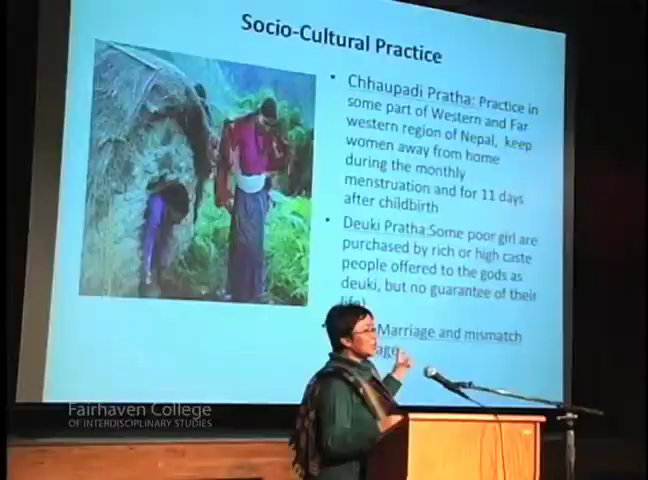 Socio-Cultural Practice
• Chhaupadi Pratha: Practice in
some part of Western and Far
western region of Nepal, keep
women away from home
during the monthly
menstruation and for 11 days
after childbirth
• Deuki Pratha:Some poor girl are
purchased by rich or high caste
people offered to the gods as
deuki, but no guarantee of their
life)
Marriage and mismatch
Fairhaven College
OF INTERDISCIPLINARY STUDIES